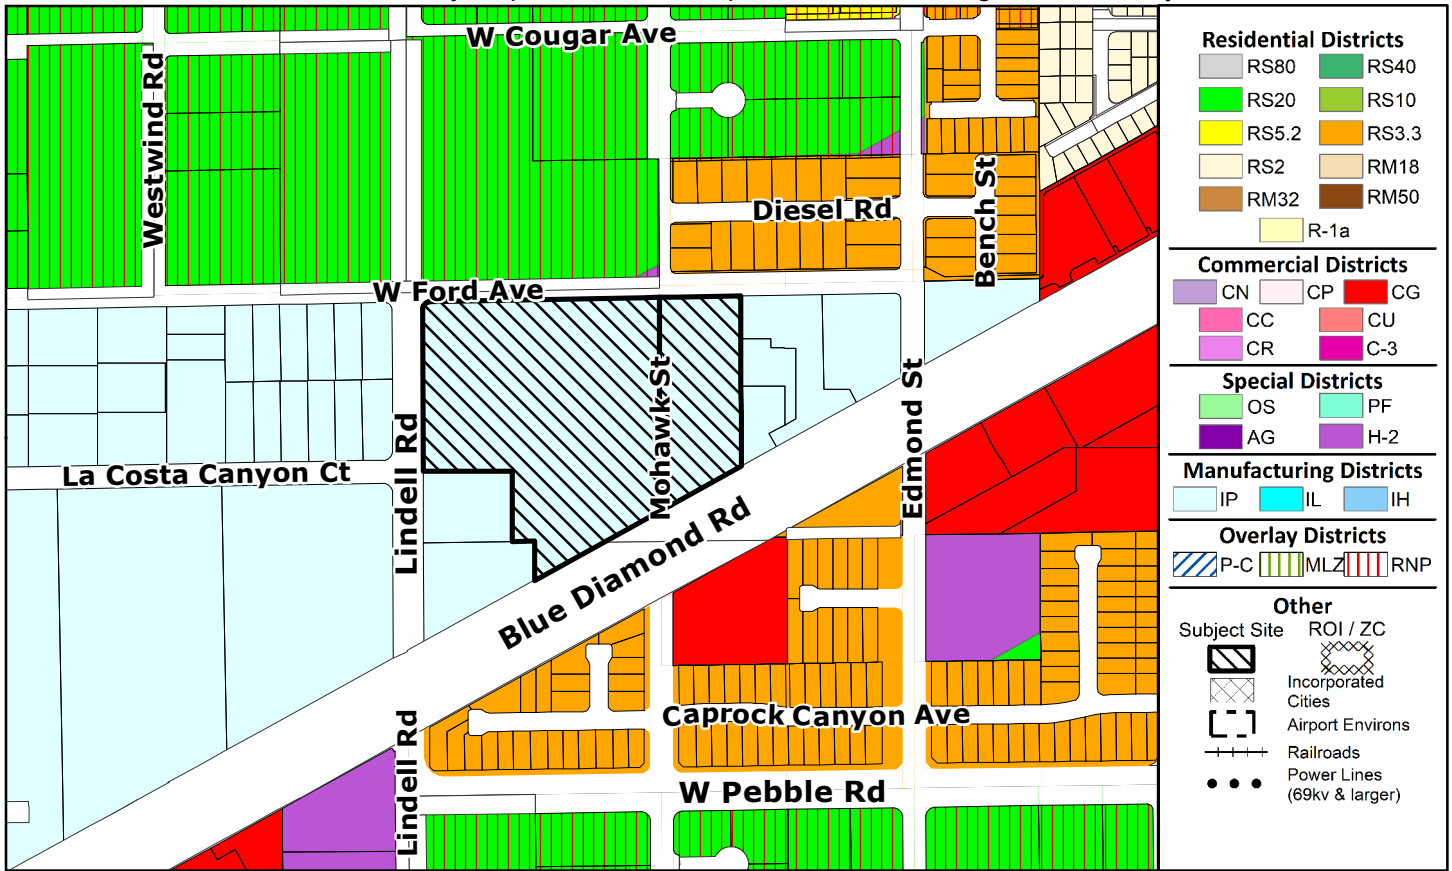 W Cougar Ave
Westwind Rd
Diesel Rd
Bench St
W Ford Ave
Mohawk St
Edmond St
La Costa Canyon Ct
Lindell Rd
Blue Diamond Rd
Caprock Canyon Ave
Lindell Rd
W Pebble Rd
Residential Districts
RS80 RS40
RS20 RS10
RS5.2 RS3.3
RS2 RM18
RM32 RM50
R-1a
Commercial Districts
CN CP CG
CC CU
CR C-3
Special Districts
OS PF
AG H-2
Manufacturing Districts
IP IL IH
Overlay Districts
P-C MLZ RNP
Other
Subject Site ROI / ZC
Incorporated
Cities
Airport Environs
Railroads
Power Lines
(69kv & larger)